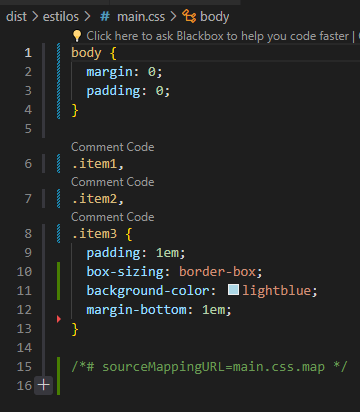 dist > estilos > # main.css > body
Click here to ask Blackbox to help you code faster |
1 body {
2 margin: 0;
3 padding: 0;
4 }
5
Comment Code
6 .item1,
Comment Code
7 .item2,
Comment Code
8 .item3 {
9 padding: 1em;
10 box-sizing: border-box;
11 background-color: lightblue;
12 margin-bottom: 1em;
13 }
14
15 /*# sourceMappingURL=main.css.map */
16